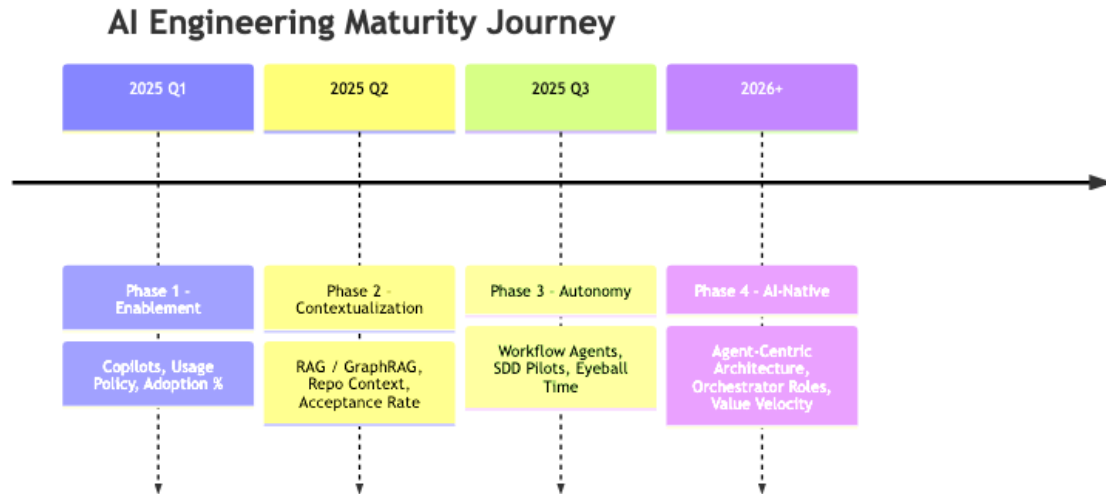 AI Engineering Maturity Journey
2025 Q1
2025 Q2
2025 Q3
2026+
Phase 1 -
Enablement
Copilots, Usage
Policy, Adoption %
Phase 2 -
Contextualization
RAG / GraphRAG,
Repo Context,
Acceptance Rate
Phase 3 - Autonomy
Workflow Agents,
SDD Pilots, Eyeball
Time
Phase 4 - AI-Native
Agent-Centric
Architecture,
Orchestrator Roles,
Value Velocity